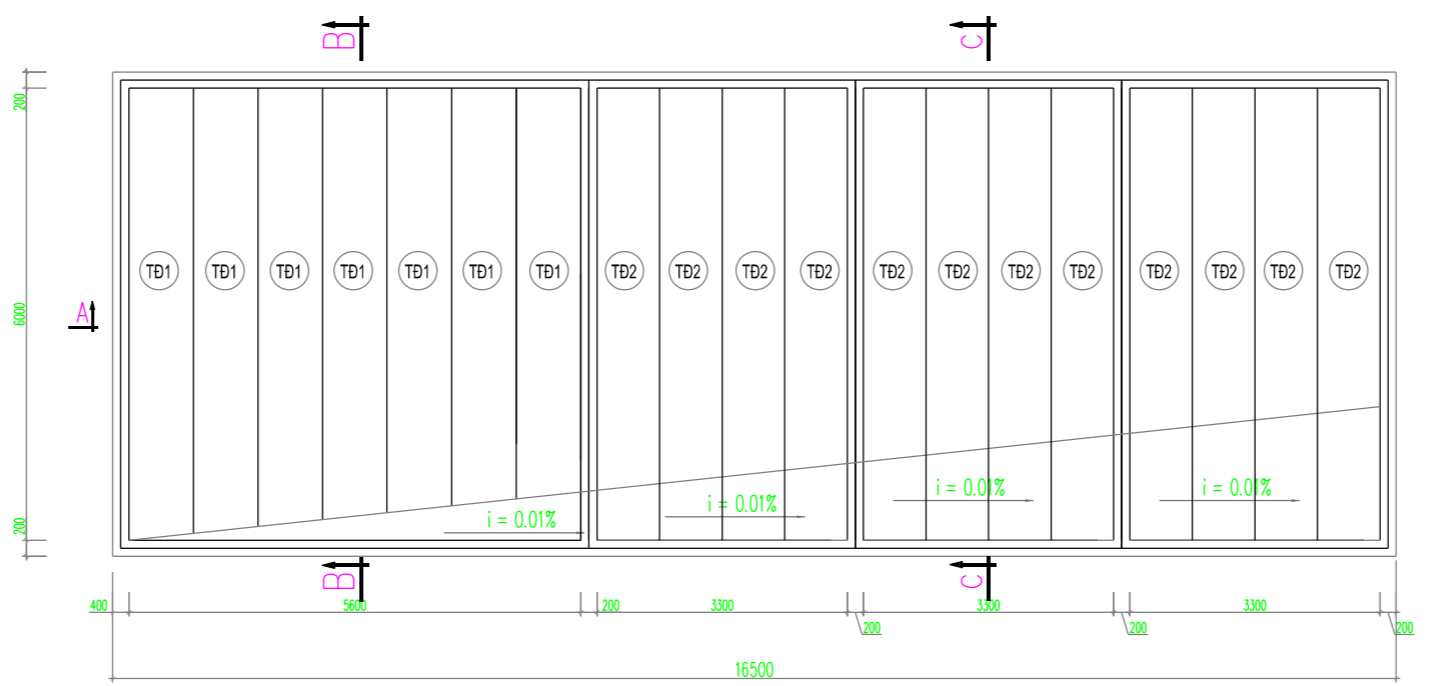 B
C
200
TĐ1 TĐ1 TĐ1 TĐ1 TĐ1 TĐ1 TĐ1 TĐ2 TĐ2 TĐ2 TĐ2 TĐ2 TĐ2 TĐ2 TĐ2 TĐ2 TĐ2 TĐ2 TĐ2
A
6000
i = 0.01%
i = 0.01%
i = 0.01%
i = 0.01%
200
B
C
400 5600 200 3300 3300 3300
200 200 200
16500